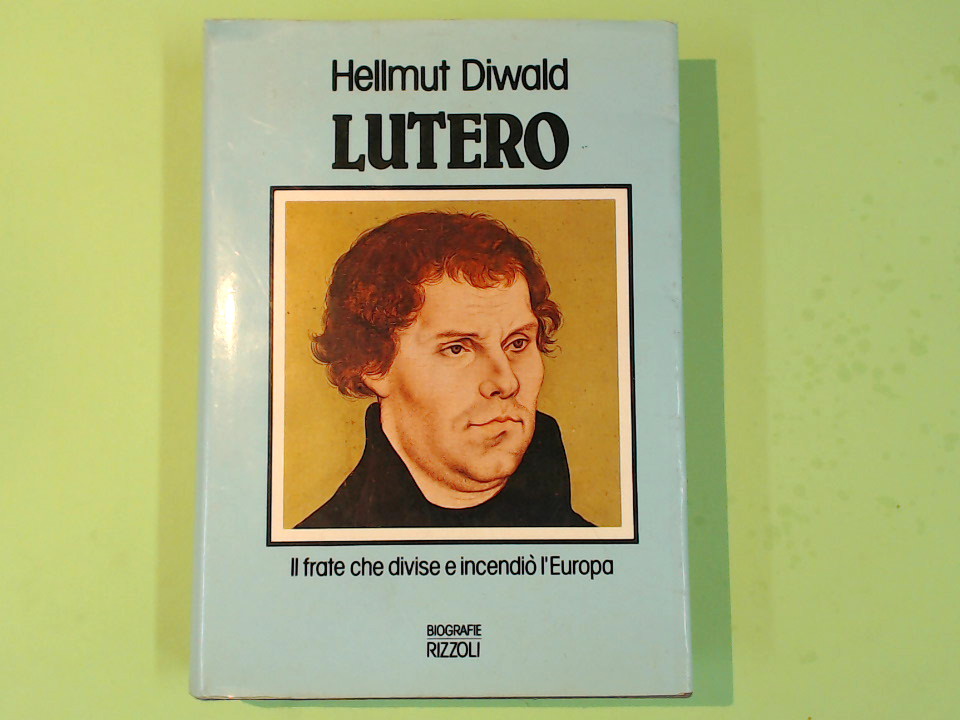 Hellmut Diwald
LUTERO
Il frate che divise e incendiò l'Europa
BIOGRAFIE
RIZZOLI